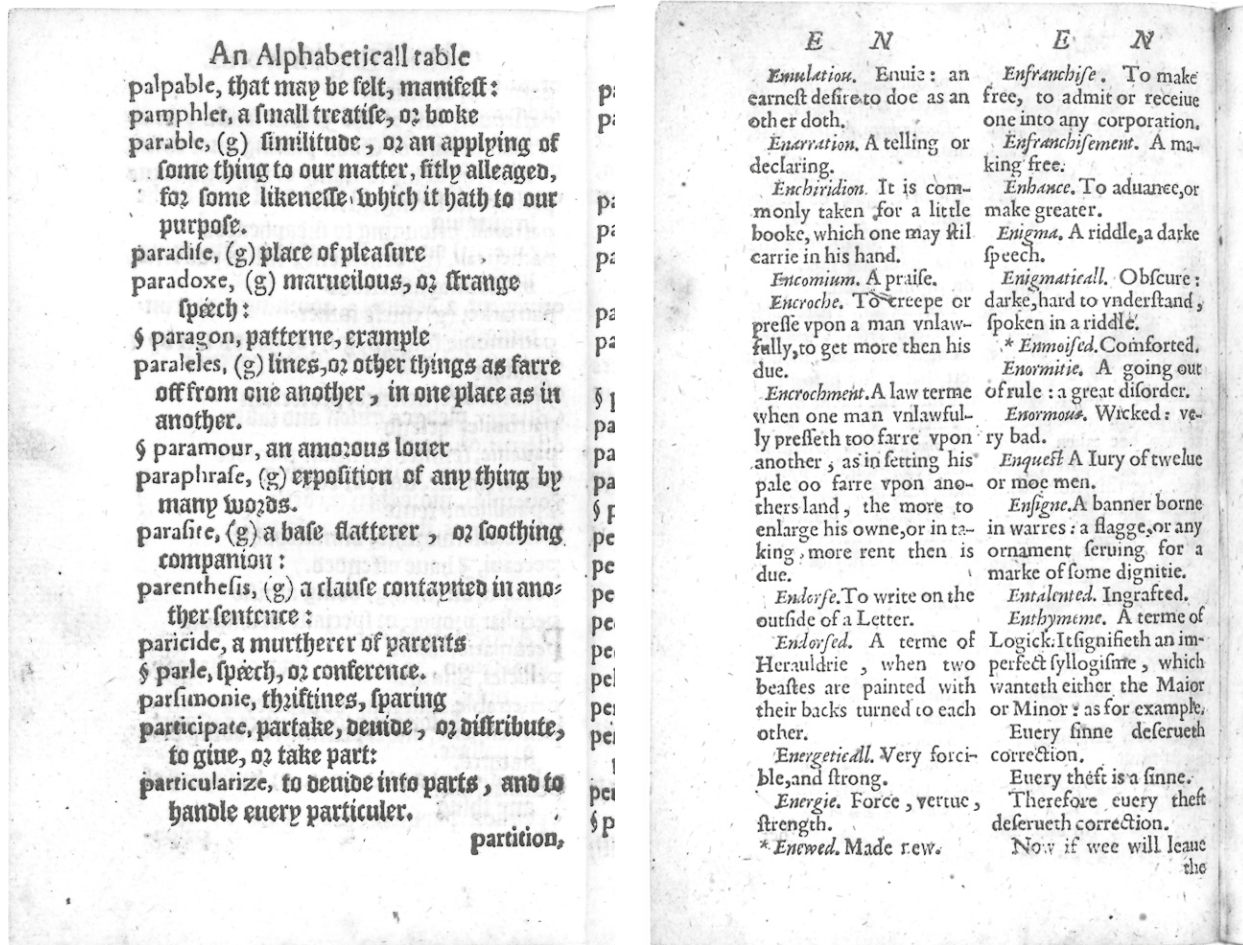 An Alphabeticall table
palpable, that may be felt, manifest:
pamphlet, a small treatise, or booke
parable, (g) similitude, or an applying of
some thing to our matter, fitly alleaged,
for some likenesse which it hath to our
purpose.
paradise, (g) place of pleasure
paradoxe, (g) marueilous, or strange
speech:
§ paragon, patterne, example
paraleles, (g) lines, or other things as farre
off from one another, in one place as in
another.
§ paramour, an amorous louer
paraphrase, (g) exposition of any thing by
many words.
parasite, (g) a base flatterer, or soothing
companion:
parenthesis, (g) a clause contayned in ano-
ther sentence:
paricide, a murtherer of parents
§ parle, speech, or conference.
parsimonie, thriftines, sparing
participate, partake, deuide, or distribute,
to giue, or take part:
particularize, to deuide into parts, and to
handle euery particuler.
partition,
E N
Emulation. Enuie: an
earnest desire to doe as an
other doth.
Enarration. A telling or
declaring.
Enchiridion. It is com-
monly taken for a little
booke, which one may stil
carrie in his hand.
Encomium. A praise.
Encroche. To creepe or
presse vpon a man vnlaw-
fully, to get more then his
due.
Encrochment. A law terme
when one man vnlawful-
ly presseth too farre vpon
another, as in setting his
pale oo farre vpon ano-
thers land, the more to
enlarge his owne, or in ta-
king more rent then is
due.
Endorse. To write on the
outside of a Letter.
Endorsed. A terme of
Herauldrie, when two
beastes are painted with
their backs turned to each
other.
Energeticall. Very forci-
ble, and strong.
Energie. Force, vertue,
strength.
* Enewed. Made new.
E N
Enfranchise. To make
free, to admit or receiue
one into any corporation.
Enfranchisement. A ma-
king free.
Enhance. To aduance, or
make greater.
Enigma. A riddle, a darke
speech.
Enigmaticall. Obscure:
darke, hard to vnderstand,
spoken in a riddle.
* Enmoised. Comforted.
Enormitie. A going out
of rule: a great disorder.
Enormous. Wicked: ve-
ry bad.
Enquest A Iury of twelue
or moe men.
Ensigne. A banner borne
in warres: a flagge, or any
ornament seruing for a
marke of some dignitie.
Entalented. Ingrafted.
Enthymeme. A terme of
Logick: It signifieth an im-
perfect syllogisme, which
wanteth either the Maior
or Minor: as for example,
Euery sinne deserueth
correction.
Euery theft is a sinne.
Therefore euery theft
deserueth correction.
Now if wee will leaue
the